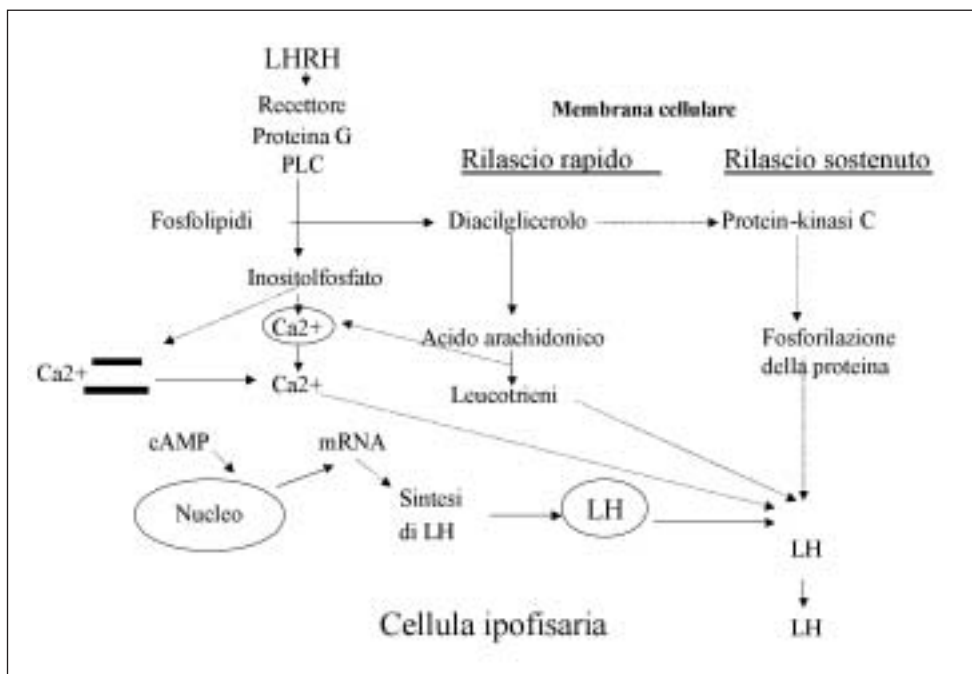 LHRH
Recettore
Proteina G
PLC
Membrana cellulare
Rilascio rapido
Rilascio sostenuto
Fosfolipidi
Diacilglicerolo
Protein-kinasi C
Inositolfosfato
Ca2+
Acido arachidonico
Fosforilazione
della proteina
Ca2+
Ca2+
Leucotrieni
cAMP
mRNA
Nucleo
Sintesi
di LH
LH
LH
LH
Cellula ipofisaria